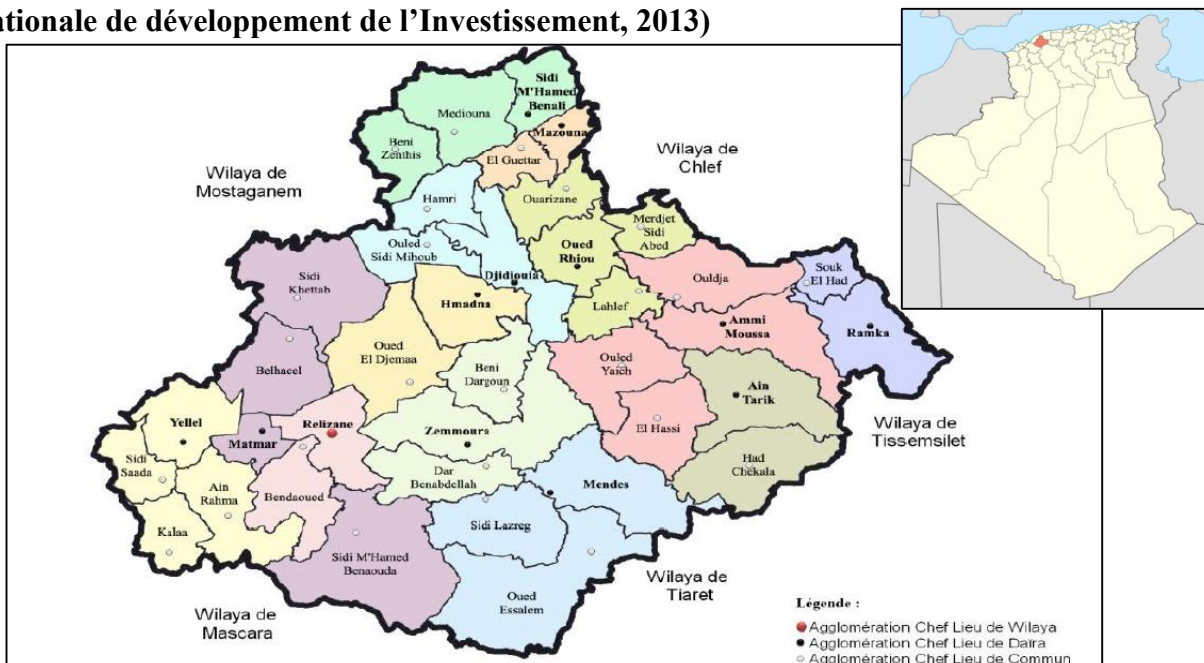 ationale de développement de l'Investissement, 2013)
Sidi
M'Hamed
Benali
Mediouna
Mazouna
Beni
Zenthis
El Guettar
Wilaya de
Mostaganem
Wilaya de
Chlef
Hamri
Ouarizane
Merdjet
Sidi
Abed
Ouled
Sidi Mihoub
Oued
Rhiou
Djidiouia
Ouldja
Souk
El Had
Sidi
Khettab
Hmadna
Lahlef
Ammi
Moussa
Ramka
Oued
El Djemaa
Belhacel
Beni
Dargoun
Ouled
Yaich
Ain
Tarik
Yellel
Matmar
Relizane
Zemmoura
El Hassi
Wilaya de
Tissemsilet
Sidi
Saada
Ain
Rahma
Bendaoued
Dar
Benabdellah
Had
Chekala
Mendes
Kalaa
Sidi M'Hamed
Benaouda
Sidi Lazreg
Oued
Essalem
Wilaya de
Tiaret
Wilaya de
Mascara
Légende :
Agglomération Chef Lieu de Wilaya
Agglomération Chef Lieu de Daïra
Agglomération Chef Lieu de Commun